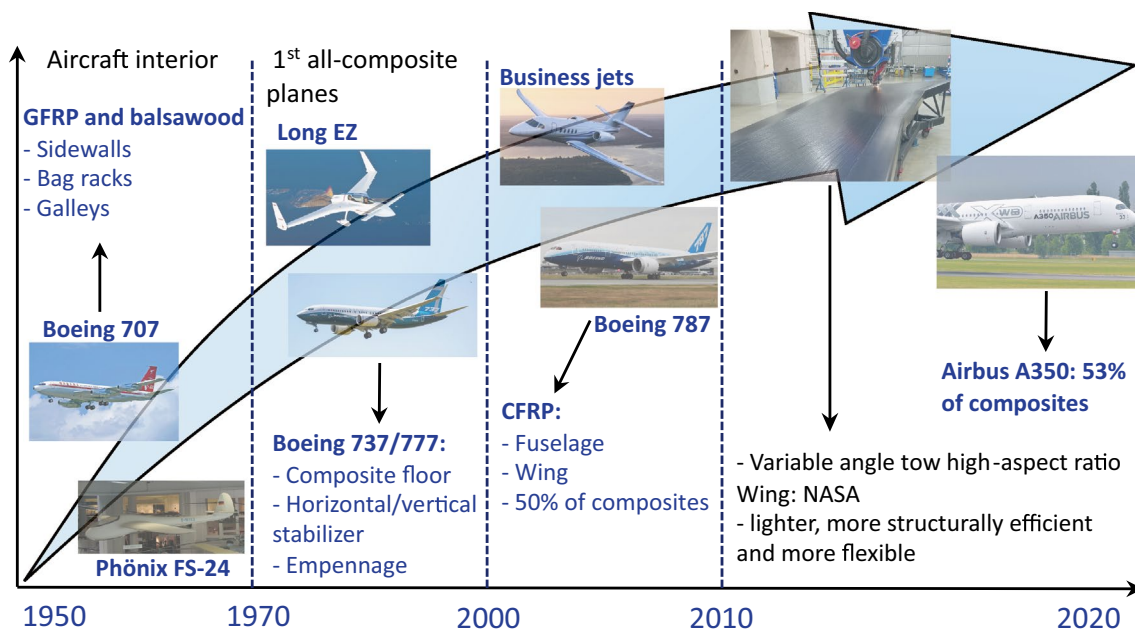 Aircraft interior
GFRP and balsawood
- Sidewalls
- Bag racks
- Galleys
Boeing 707
Phönix FS-24
1st all-composite
planes
Long EZ
Boeing 737/777:
- Composite floor
- Horizontal/vertical
stabilizer
- Empennage
Business jets
Boeing 787
CFRP:
- Fuselage
- Wing
- 50% of composites
- Variable angle tow high-aspect ratio
Wing: NASA
- lighter, more structurally efficient
and more flexible
A350 AIRBUS
Airbus A350: 53%
of composites
1950
1970
2000
2010
2020